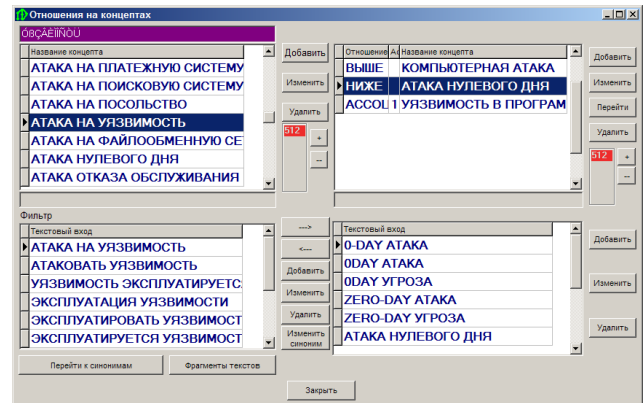 Отношения на концептах
ÓßÇÂÈÌÎÑÒÜ
Название концепта
АТАКА НА ПЛАТЕЖНУЮ СИСТЕМУ
АТАКА НА ПОИСКОВУЮ СИСТЕМУ
АТАКА НА ПОСОЛЬСТВО
АТАКА НА УЯЗВИМОСТЬ
АТАКА НА ФАЙЛООБМЕННУЮ СЕ
АТАКА НУЛЕВОГО ДНЯ
АТАКА ОТКАЗА ОБСЛУЖИВАНИЯ
Добавить
Изменить
Удалить
512
+
--
Отношение Ас Название концепта
ВЫШЕ КОМПЬЮТЕРНАЯ АТАКА
НИЖЕ АТАКА НУЛЕВОГО ДНЯ
АССОЦ 1 УЯЗВИМОСТЬ В ПРОГРАМ
Добавить
Изменить
Перейти
Удалить
512
+
--
Фильтр
Текстовый вход
АТАКА НА УЯЗВИМОСТЬ
АТАКОВАТЬ УЯЗВИМОСТЬ
УЯЗВИМОСТЬ ЭКСПЛУАТИРУЕТС
ЭКСПЛУАТАЦИЯ УЯЗВИМОСТИ
ЭКСПЛУАТИРОВАТЬ УЯЗВИМОСТ
ЭКСПЛУАТИРУЕТСЯ УЯЗВИМОСТ
---->
<----
Добавить
Изменить
Удалить
Изменить
синоним
Текстовый вход
0-DAY АТАКА
0DAY АТАКА
0DAY УГРОЗА
ZERO-DAY АТАКА
ZERO-DAY УГРОЗА
АТАКА НУЛЕВОГО ДНЯ
Добавить
Изменить
Удалить
Перейти к синонимам
Фрагменты текстов
Закрыть